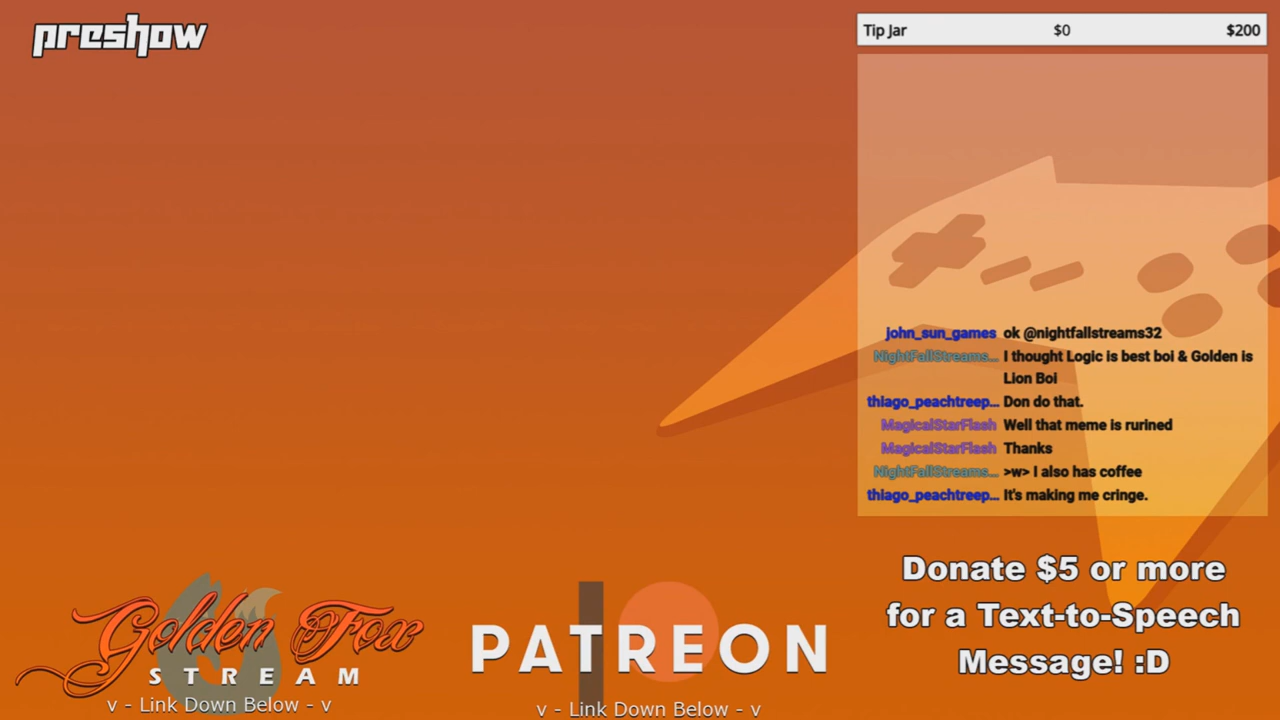 preshow
Tip Jar $0 $200
john_sun_games ok @nightfallstreams32
NightFallStreams... I thought Logic is best boi & Golden is
Lion Boi
thiago_peachtreep... Don do that.
MagicalStarFlash Well that meme is rurined
MagicalStarFlash Thanks
NightFallStreams... >w> I also has coffee
thiago_peachtreep... It's making me cringe.
Donate $5 or more
for a Text-to-Speech
Message! :D
Golden Fox
STREAM
v - Link Down Below - v
PATREON
v - Link Down Below - v